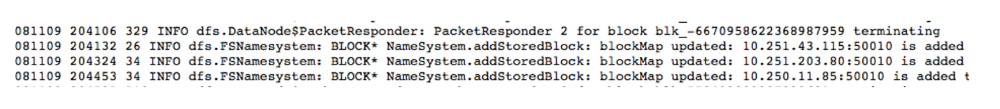 081109 204106 329 INFO dfs.DataNode$PacketResponder: PacketResponder 2 for block blk_-6670958622368987959 terminating
081109 204132 26 INFO dfs.FSNamesystem: BLOCK* NameSystem.addStoredBlock: blockMap updated: 10.251.43.115:50010 is added
081109 204324 34 INFO dfs.FSNamesystem: BLOCK* NameSystem.addStoredBlock: blockMap updated: 10.251.203.80:50010 is added
081109 204453 34 INFO dfs.FSNamesystem: BLOCK* NameSystem.addStoredBlock: blockMap updated: 10.250.11.85:50010 is added t